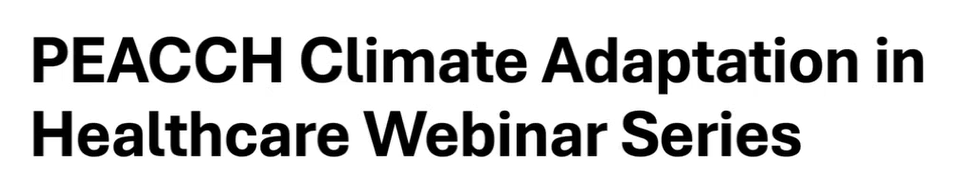 PEACCH Climate Adaptation in
Healthcare Webinar Series